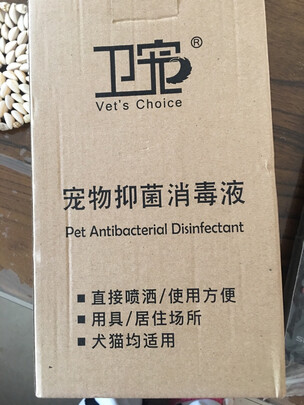 卫宠®
Vet's Choice
宠物抑菌消毒液
Pet Antibacterial Disinfectant
■ 直接喷洒/使用方便
■ 用具/居住场所
■ 犬猫均适用